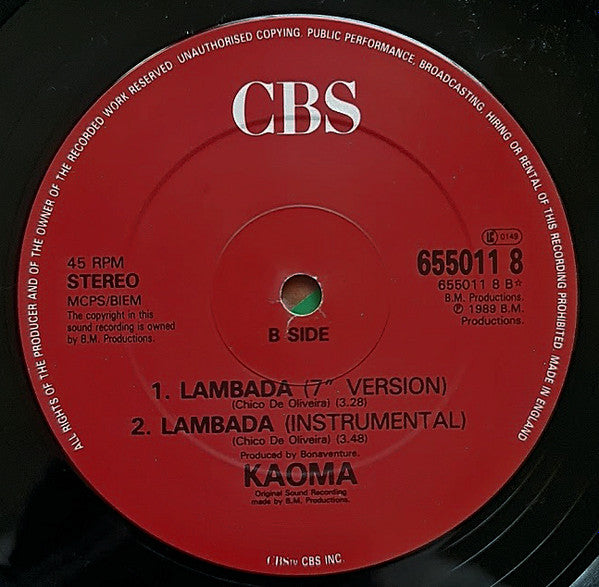 ALL RIGHTS OF THE PRODUCER AND OF THE OWNER OF THE RECORDED WORK RESERVED. UNAUTHORISED COPYING, PUBLIC PERFORMANCE, BROADCASTING, HIRING OR RENTAL OF THIS RECORDING PROHIBITED. MADE IN ENGLAND
CBS
45 RPM
STEREO
MCPS/BIEM
The copyright in this
sound recording is owned
by B.M. Productions.
LC 0149
655011 8
655011 8 B☆
B.M. Productions.
℗ 1989 B.M.
Productions.
B SIDE
1. LAMBADA (7" VERSION)
(Chico De Oliveira) (3.28)
2. LAMBADA (INSTRUMENTAL)
(Chico De Oliveira) (3.48)
Produced by Bonaventure.
KAOMA
Original Sound Recording
made by B.M. Productions.
CBS™ CBS INC.